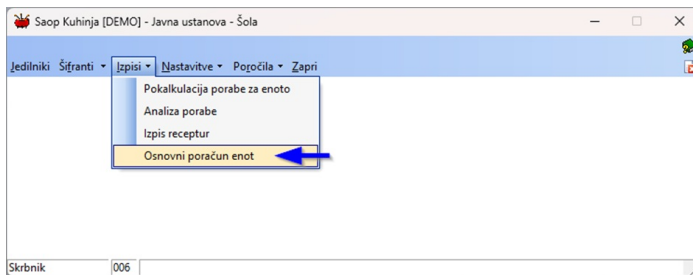 Saop Kuhinja [DEMO] - Javna ustanova - Šola
Jedilniki Šifranti Izpisi Nastavitve Poročila Zapri
Pokalkulacija porabe za enoto
Analiza porabe
Izpis receptur
Osnovni poračun enot
Skrbnik 006